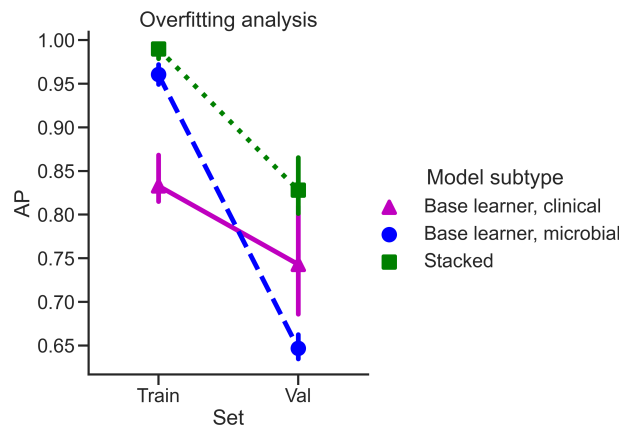 Overfitting analysis
1.00
0.95
0.90
0.85
0.80
0.75
0.70
0.65
AP
Train
Val
Set
Model subtype
Base learner, clinical
Base learner, microbial
Stacked